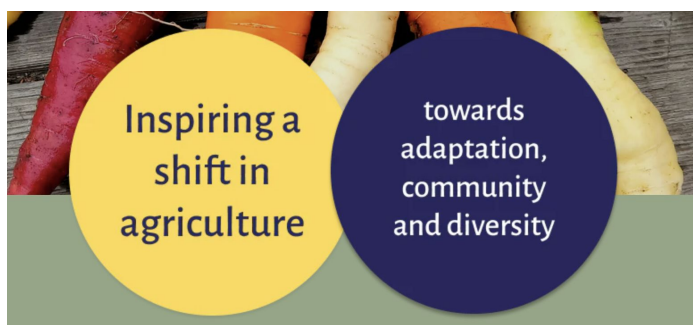 Inspiring a
shift in
agriculture
towards
adaptation,
community
and diversity